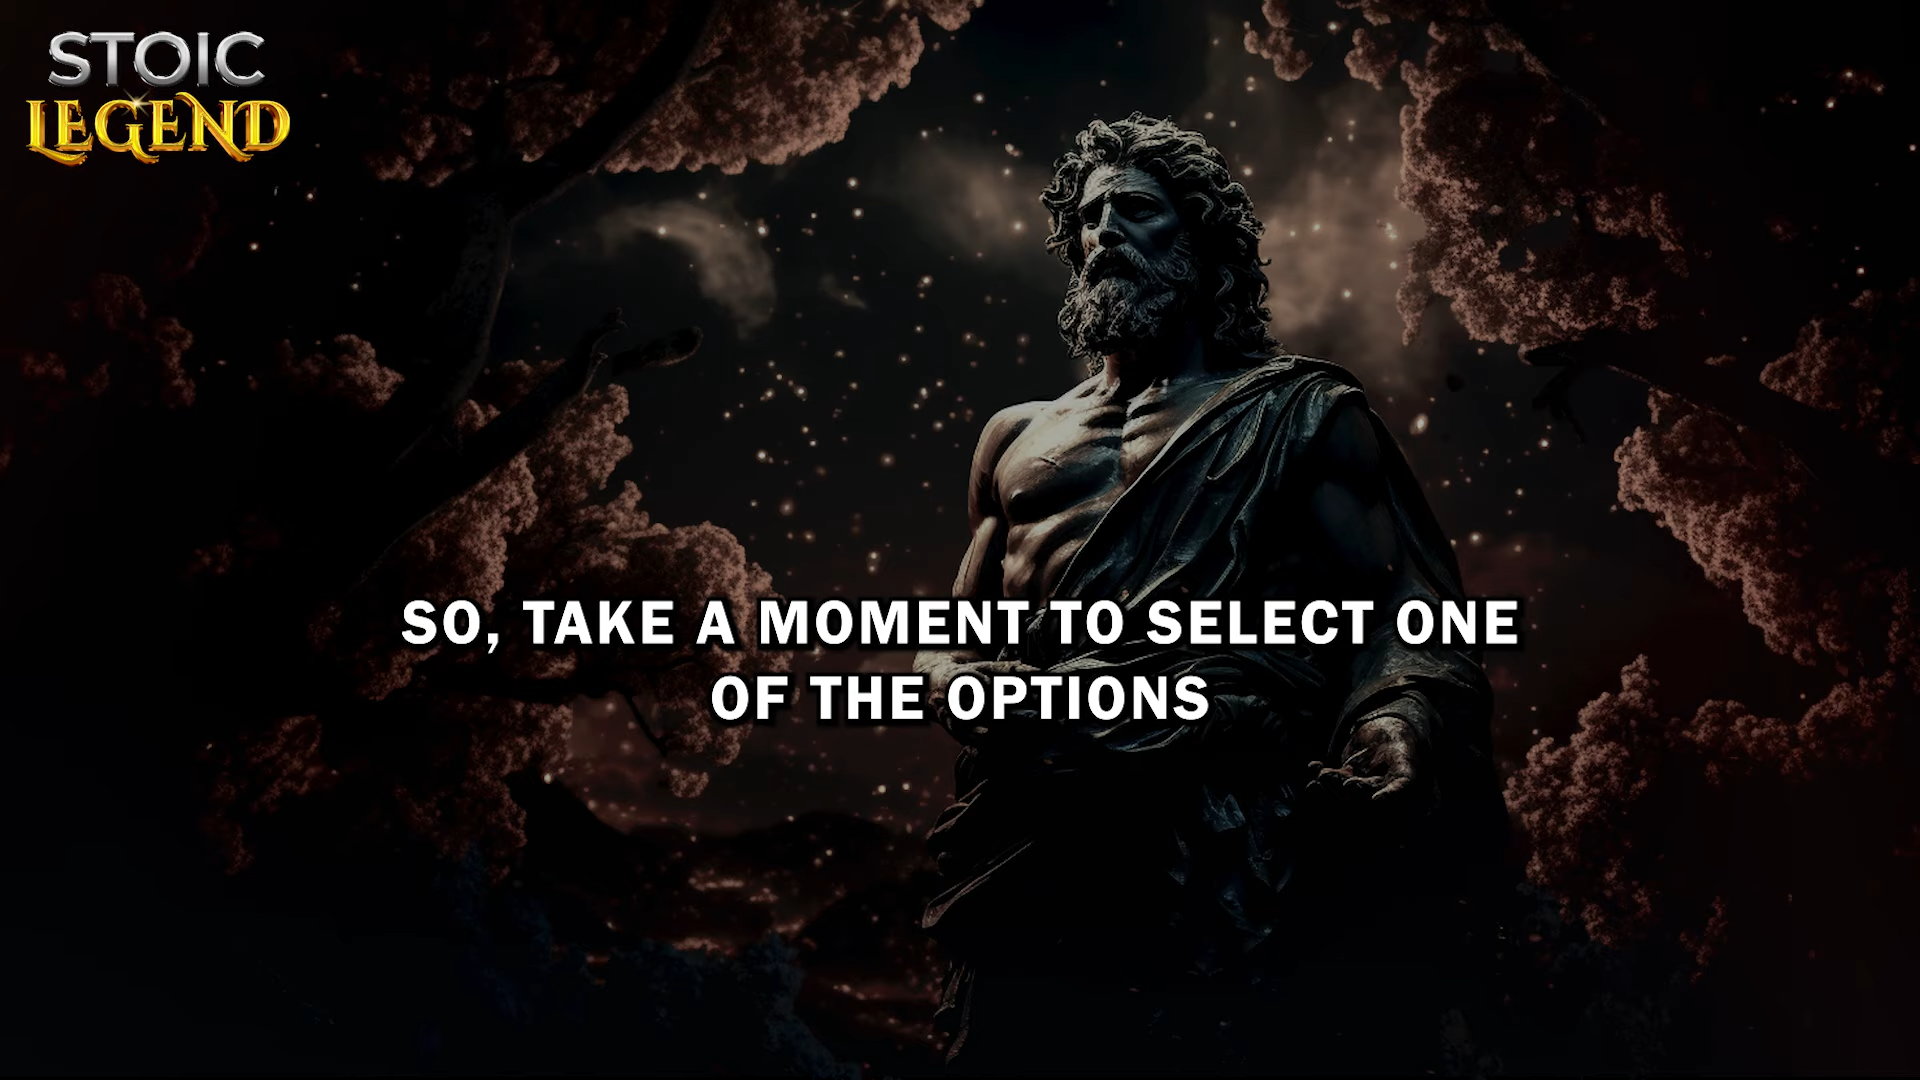 STOIC
LEGEND
SO, TAKE A MOMENT TO SELECT ONE
OF THE OPTIONS